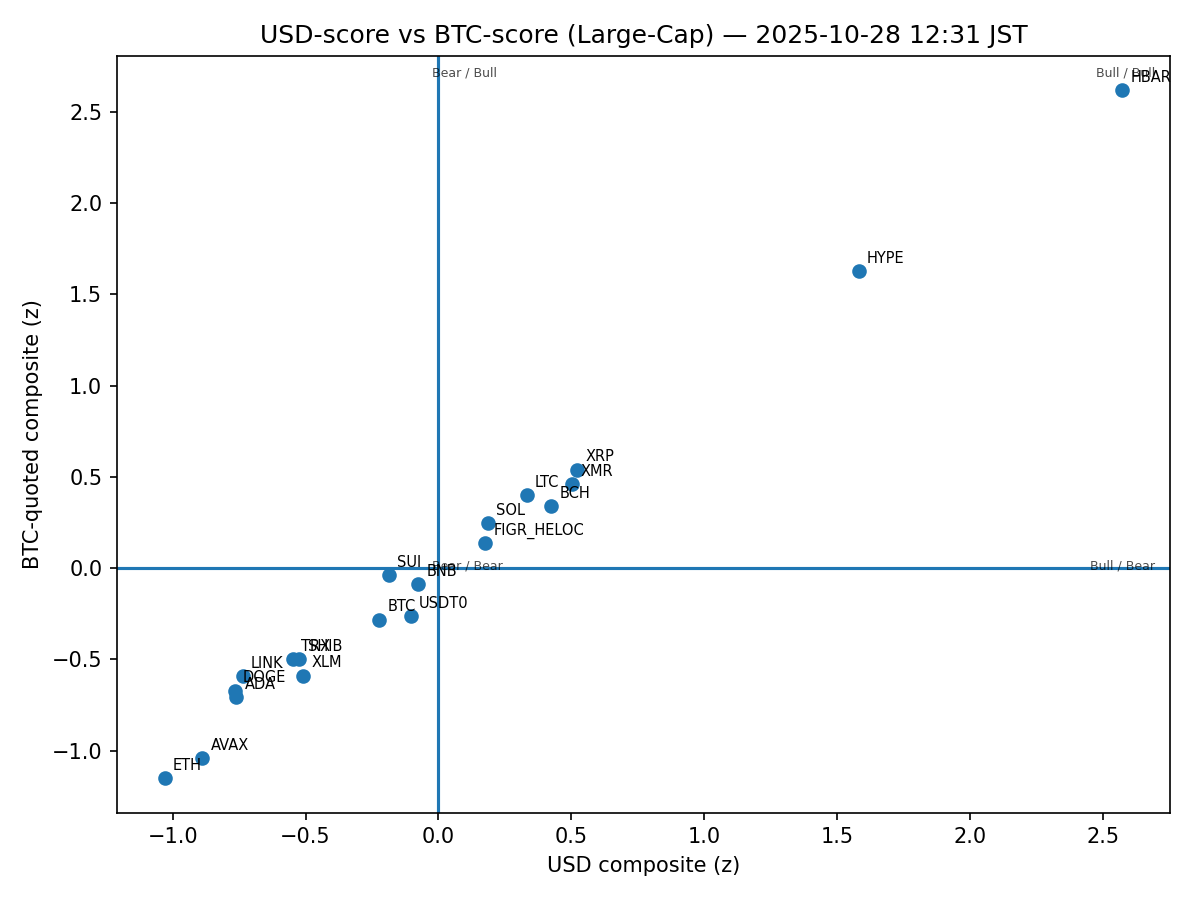 USD-score vs BTC-score (Large-Cap) — 2025-10-28 12:31 JST
Bear / Bull
Bull / Bull
HBAR
HYPE
XRP
XMR
LTC
BCH
SOL
FIGR_HELOC
SUI
BNB
Bear / Bear
Bull / Bear
BTC
USDT0
TRX
SHIB
LINK
XLM
DOGE
ADA
AVAX
ETH
2.5
2.0
1.5
1.0
0.5
0.0
−0.5
−1.0
BTC-quoted composite (z)
−1.0
−0.5
0.0
0.5
1.0
1.5
2.0
2.5
USD composite (z)